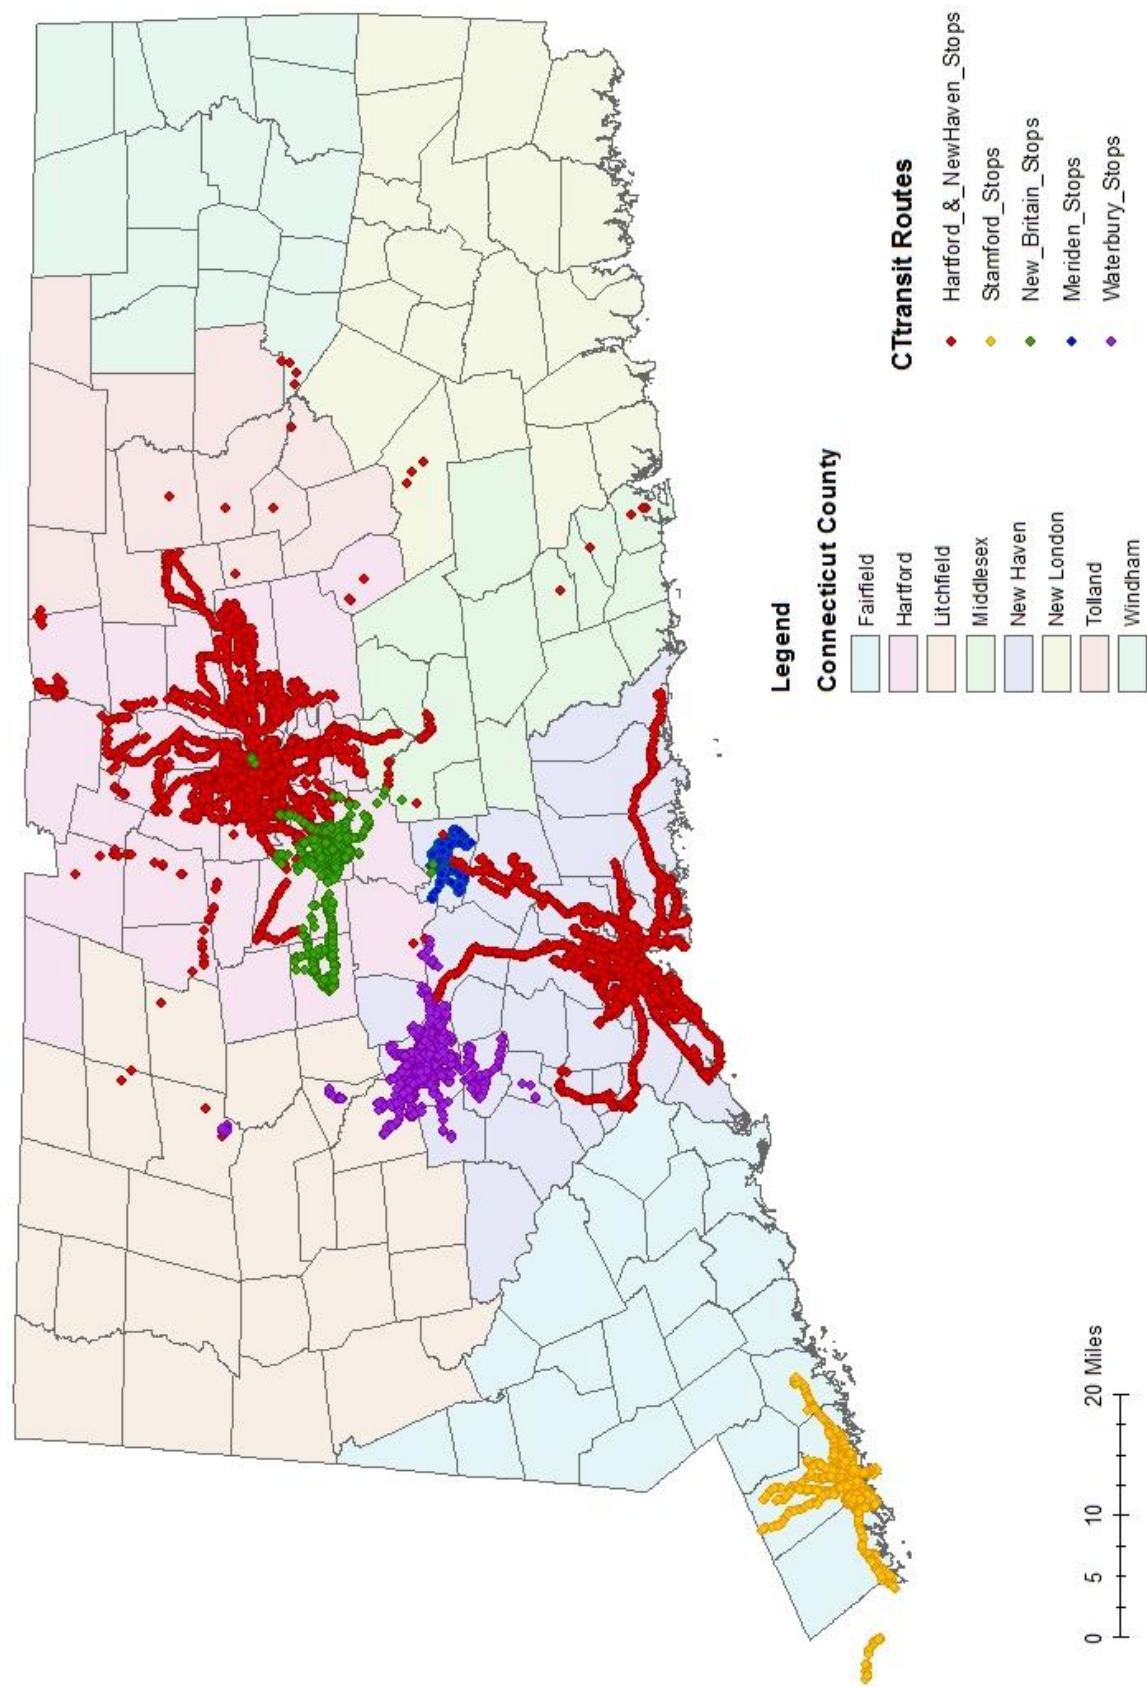 Legend
Connecticut County
Fairfield
Hartford
Litchfield
Middlesex
New Haven
New London
Tolland
Windham
CTtransit Routes
Hartford_&_NewHaven_Stops
Stamford_Stops
New_Britain_Stops
Meriden_Stops
Waterbury_Stops
0 5 10 20 Miles